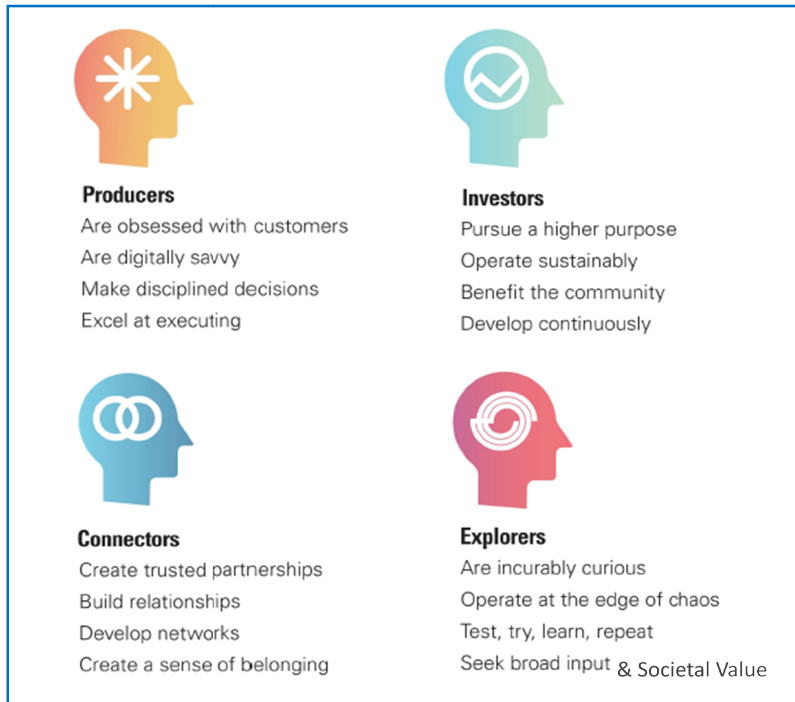 Producers
Are obsessed with customers
Are digitally savvy
Make disciplined decisions
Excel at executing
Investors
Pursue a higher purpose
Operate sustainably
Benefit the community
Develop continuously
Connectors
Create trusted partnerships
Build relationships
Develop networks
Create a sense of belonging
Explorers
Are incurably curious
Operate at the edge of chaos
Test, try, learn, repeat
Seek broad input & Societal Value